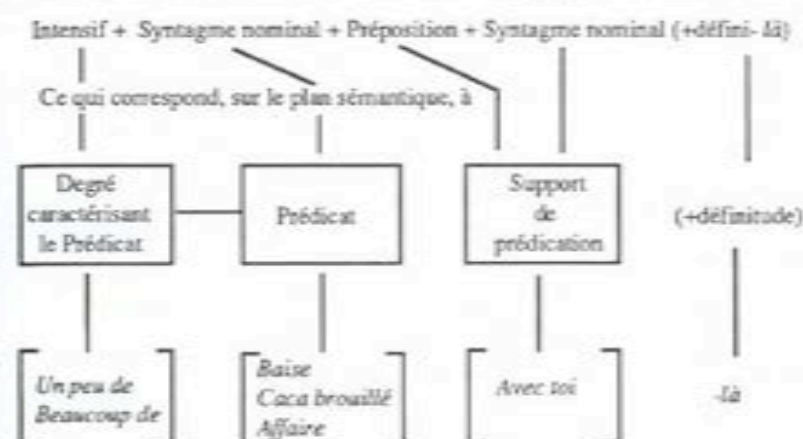 Intensif + Syntagme nominal + Préposition + Syntagme nominal (+défini- là)
Ce qui correspond, sur le plan sémantique, à
Degré
caractérisant
le Prédicat
Prédicat
Support
de
prédication
(+définitude)
Un peu de
Beaucoup de
Baise
Caca brouillé
Affaire
Avec toi
-là